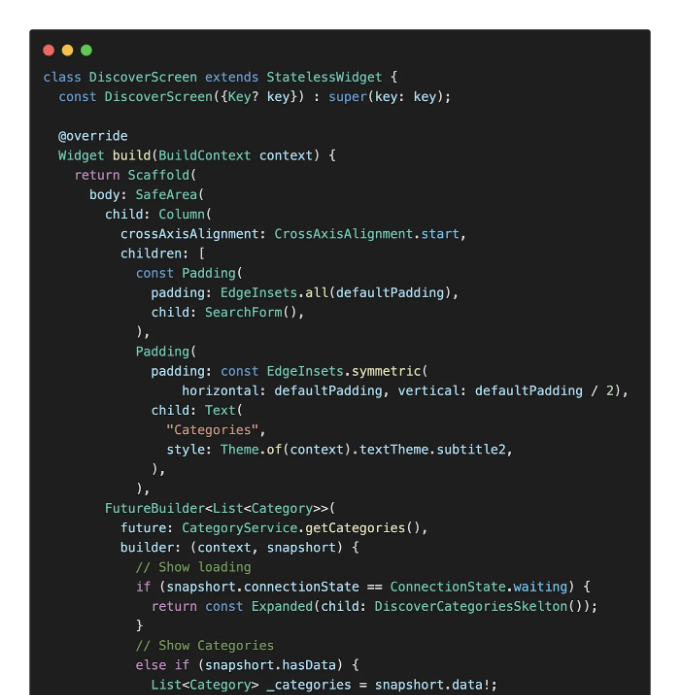 class DiscoverScreen extends StatelessWidget {
  const DiscoverScreen({Key? key}) : super(key: key);

  @override
  Widget build(BuildContext context) {
    return Scaffold(
      body: SafeArea(
        child: Column(
          crossAxisAlignment: CrossAxisAlignment.start,
          children: [
            const Padding(
              padding: EdgeInsets.all(defaultPadding),
              child: SearchForm(),
            ),
            Padding(
              padding: const EdgeInsets.symmetric(
                  horizontal: defaultPadding, vertical: defaultPadding / 2),
              child: Text(
                "Categories",
                style: Theme.of(context).textTheme.subtitle2,
              ),
            ),
        FutureBuilder<List<Category>>(
          future: CategoryService.getCategories(),
          builder: (context, snapshort) {
            // Show loading
            if (snapshort.connectionState == ConnectionState.waiting) {
              return const Expanded(child: DiscoverCategoriesSkelton());
            }
            // Show Categories
            else if (snapshort.hasData) {
              List<Category> _categories = snapshort.data!;